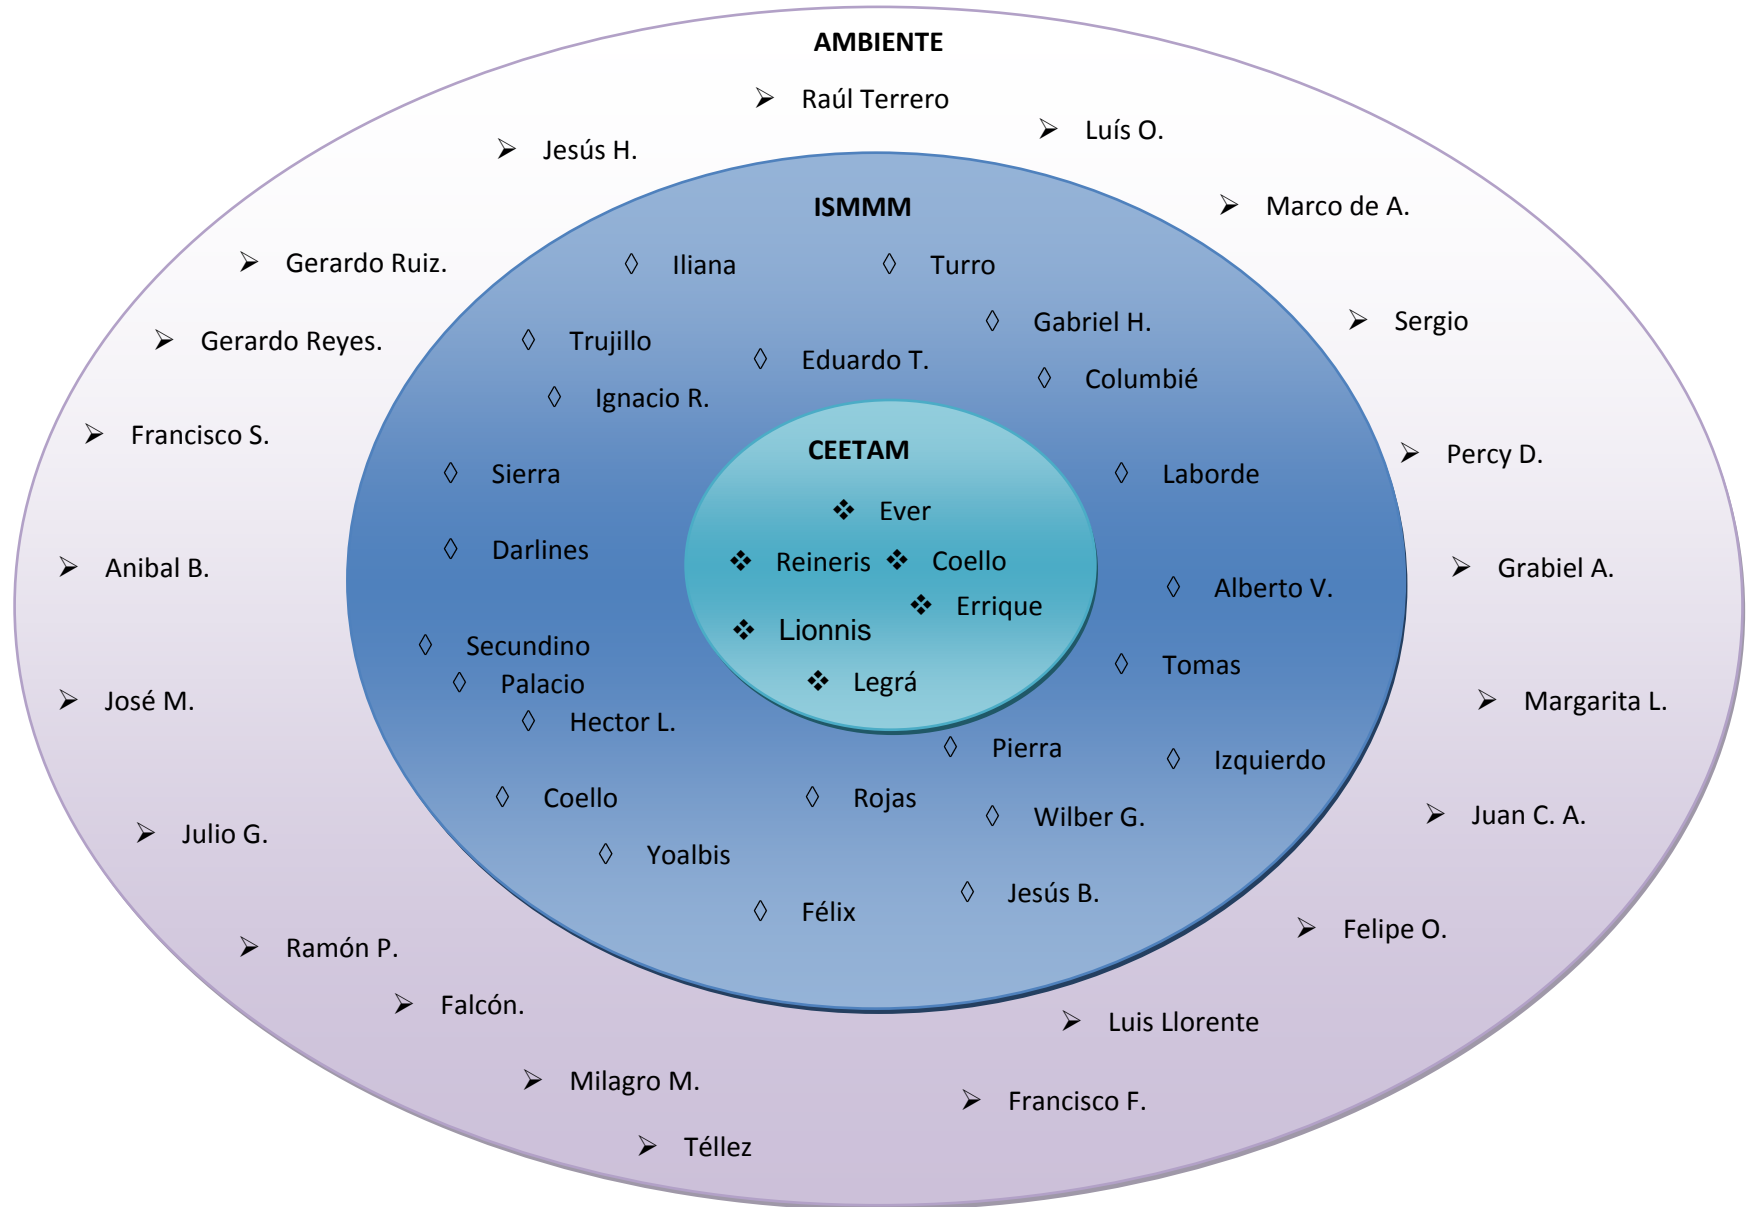 AMBIENTE
Raúl Terrero
Luís O.
Jesús H.
Marco de A.
Gerardo Ruiz.
Sergio
Gerardo Reyes.
Francisco S.
Percy D.
Anibal B.
Grabiel A.
José M.
Margarita L.
Julio G.
Juan C. A.
Ramón P.
Felipe O.
Falcón.
Luis Llorente
Milagro M.
Francisco F.
Téllez
ISMMM
Iliana
Turro
Gabriel H.
Trujillo
Eduardo T.
Columbié
Ignacio R.
Sierra
Laborde
Darlines
Alberto V.
Secundino
Tomas
Palacio
Hector L.
Pierra
Izquierdo
Coello
Rojas
Wilber G.
Yoalbis
Jesús B.
Félix
CEETAM
Ever
Reineris
Coello
Errique
Lionnis
Legrá